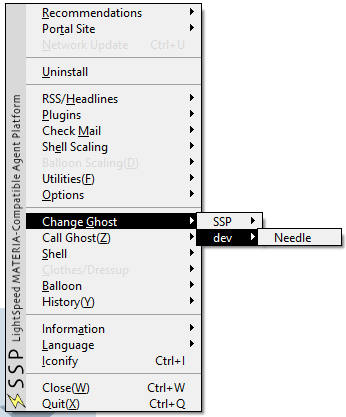 Recommendations
Portal Site
Network Update Ctrl+U
Uninstall
RSS/Headlines
Plugins
Check Mail
Shell Scaling
Balloon Scaling(D)
Utilities(F)
Options
Change Ghost
SSP
Call Ghost(Z)
dev
Needle
Shell
Clothes/Dressup
Balloon
History(Y)
Information
Language
Iconify Ctrl+I
Close(W) Ctrl+W
Quit(X) Ctrl+Q
SSP LightSpeed MATERIA-Compatible Agent Platform